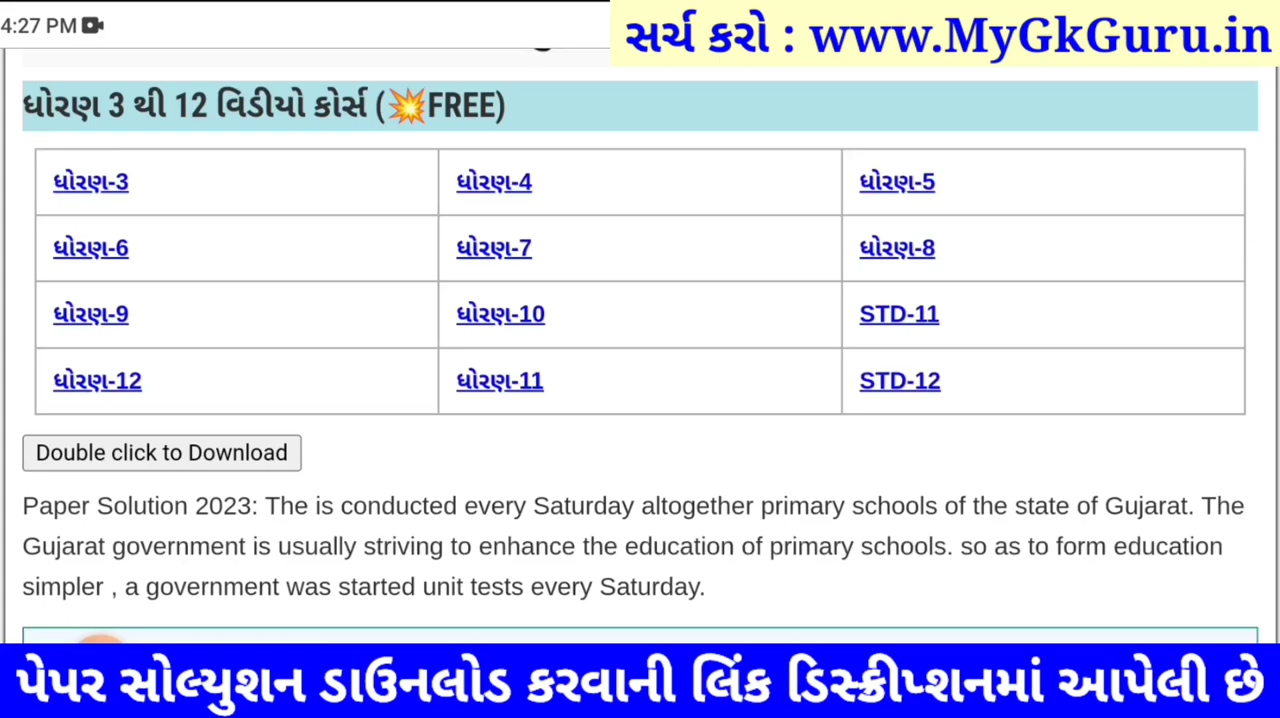 4:27 PM
સર્ચ કરો : www.MyGkGuru.in
ધોરણ 3 થી 12 વિડીયો કોર્સ (💥FREE)
ધોરણ-3 ધોરણ-4 ધોરણ-5
ધોરણ-6 ધોરણ-7 ધોરણ-8
ધોરણ-9 ધોરણ-10 STD-11
ધોરણ-12 ધોરણ-11 STD-12
Double click to Download
Paper Solution 2023: The is conducted every Saturday altogether primary schools of the state of Gujarat. The
Gujarat government is usually striving to enhance the education of primary schools. so as to form education
simpler , a government was started unit tests every Saturday.
પેપર સોલ્યુશન ડાઉનલોડ કરવાની લિંક ડિસ્ક્રીપ્શનમાં આપેલી છે